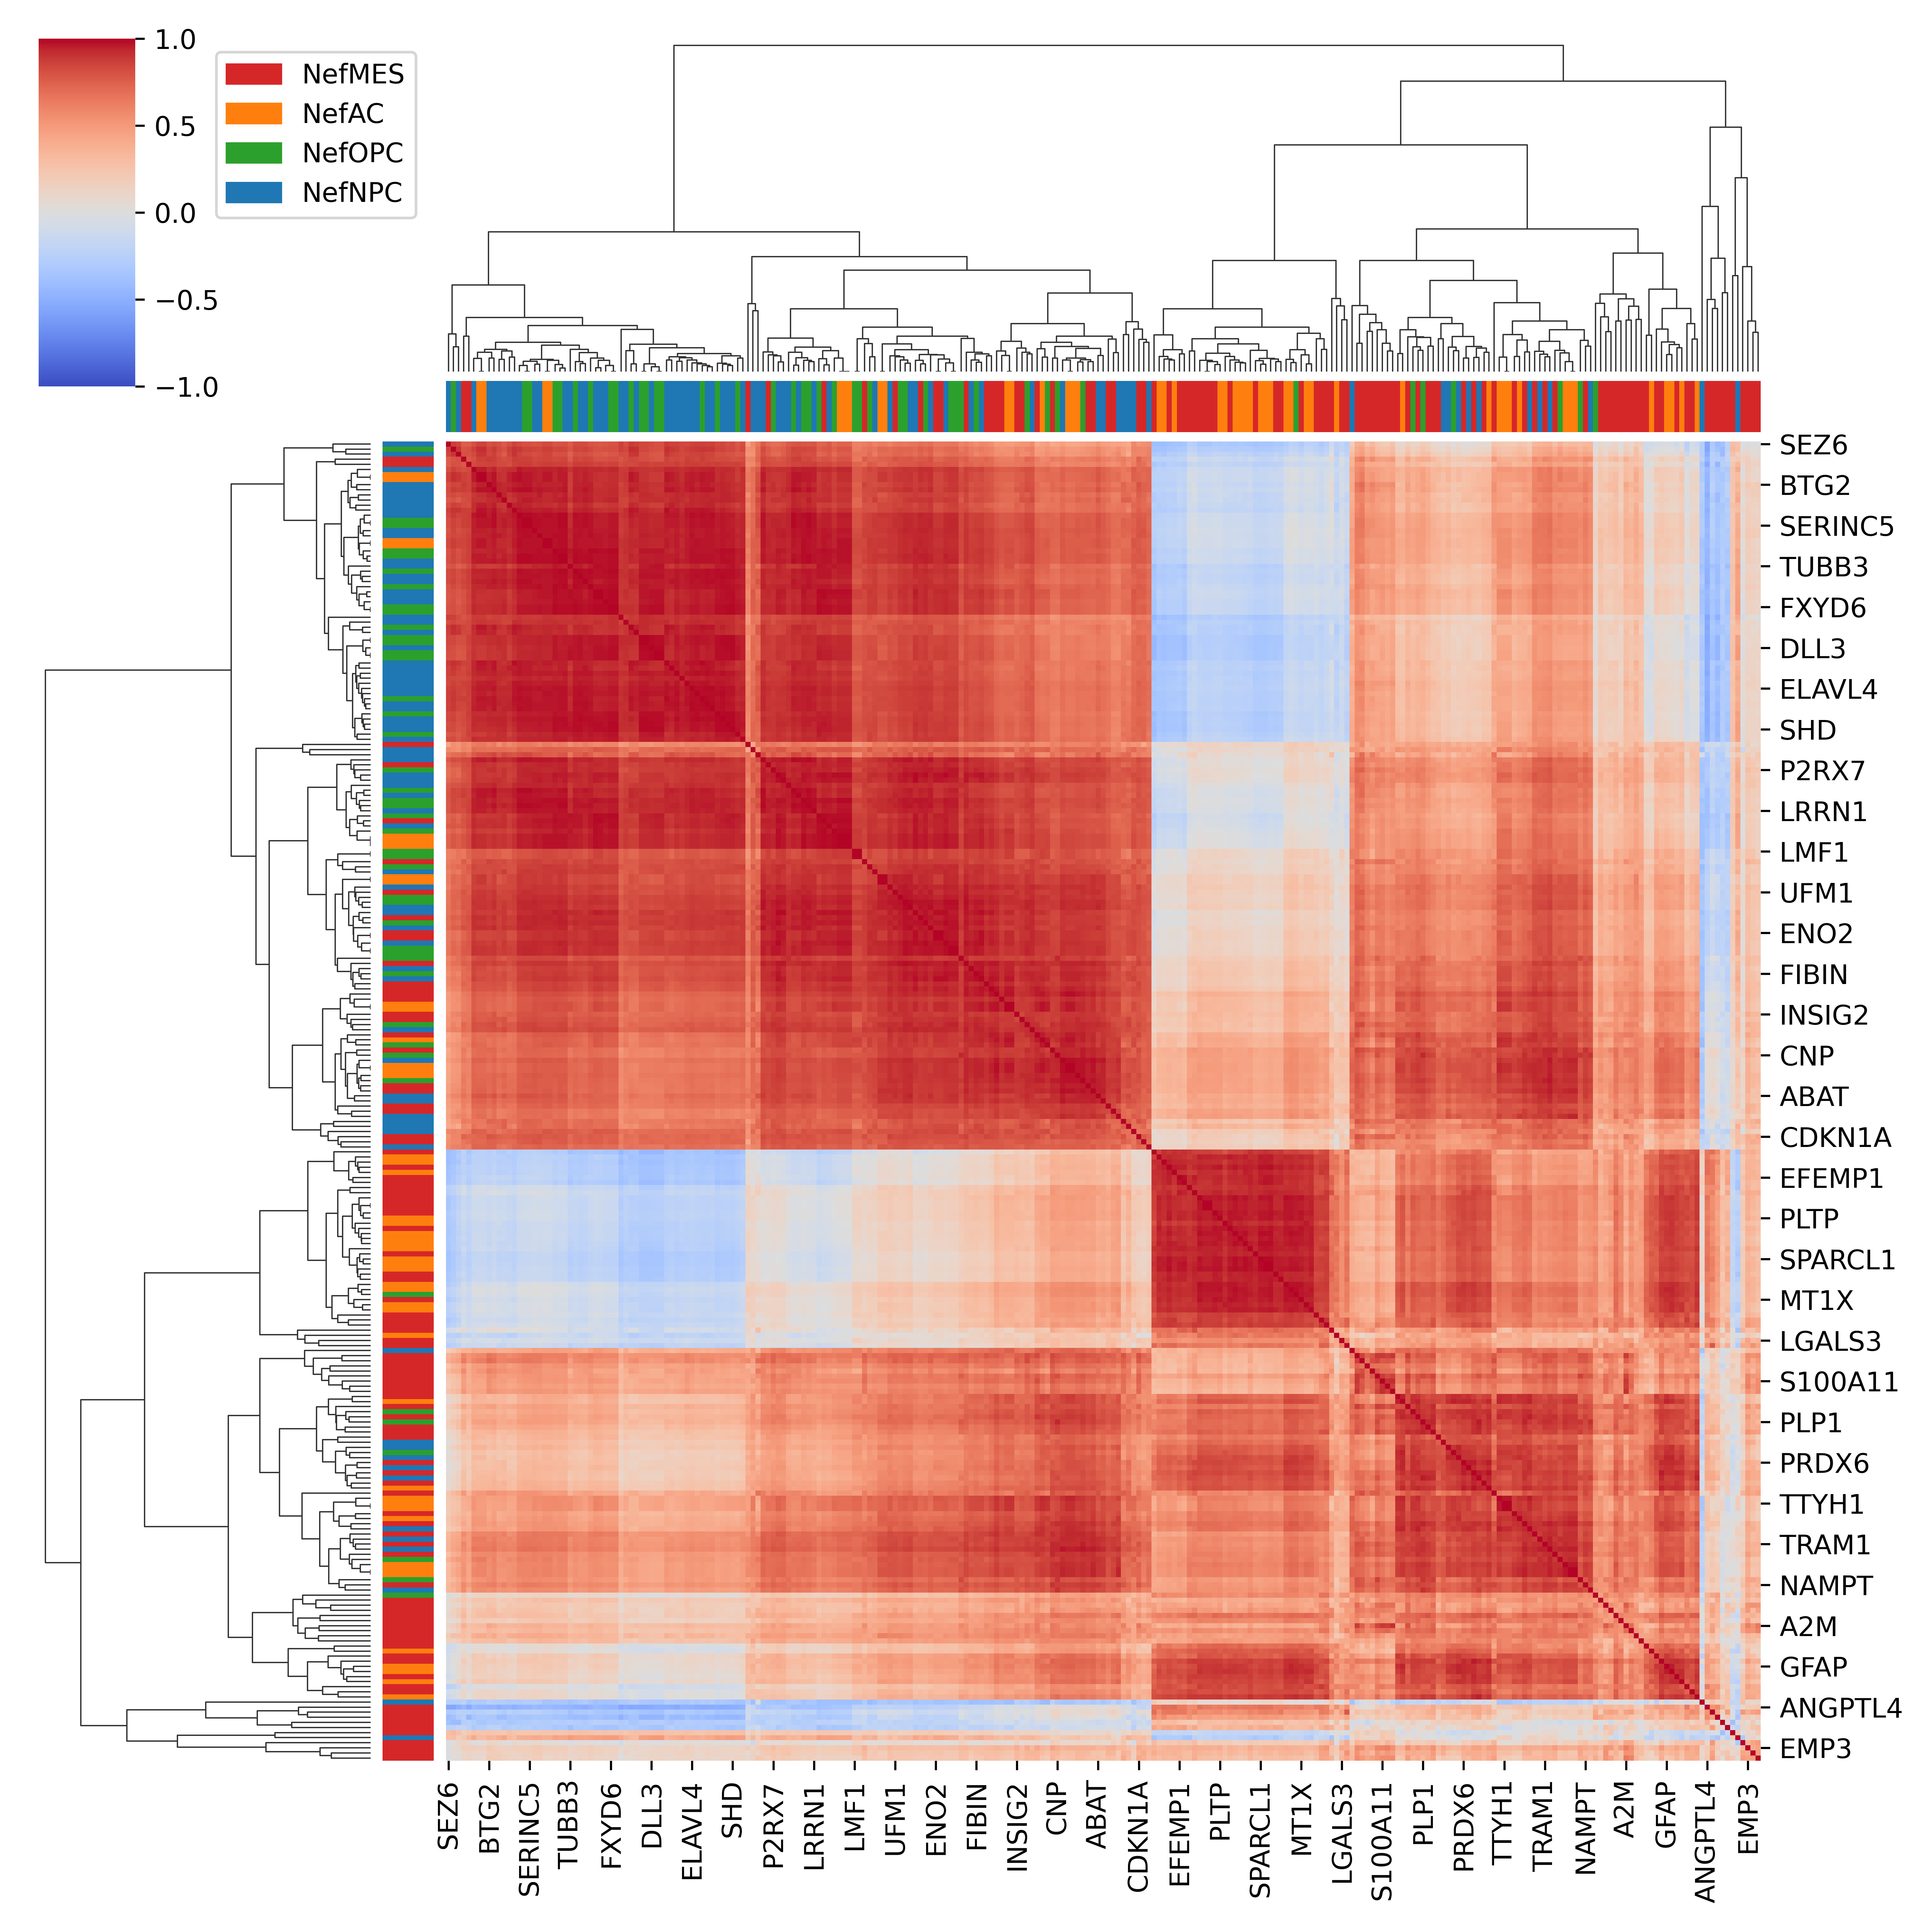 1.0
0.5
0.0
−0.5
−1.0
NefMES
NefAC
NefOPC
NefNPC
SEZ6
BTG2
SERINC5
TUBB3
FXYD6
DLL3
ELAVL4
SHD
P2RX7
LRRN1
LMF1
UFM1
ENO2
FIBIN
INSIG2
CNP
ABAT
CDKN1A
EFEMP1
PLTP
SPARCL1
MT1X
LGALS3
S100A11
PLP1
PRDX6
TTYH1
TRAM1
NAMPT
A2M
GFAP
ANGPTL4
EMP3
SEZ6
BTG2
SERINC5
TUBB3
FXYD6
DLL3
ELAVL4
SHD
P2RX7
LRRN1
LMF1
UFM1
ENO2
FIBIN
INSIG2
CNP
ABAT
CDKN1A
EFEMP1
PLTP
SPARCL1
MT1X
LGALS3
S100A11
PLP1
PRDX6
TTYH1
TRAM1
NAMPT
A2M
GFAP
ANGPTL4
EMP3